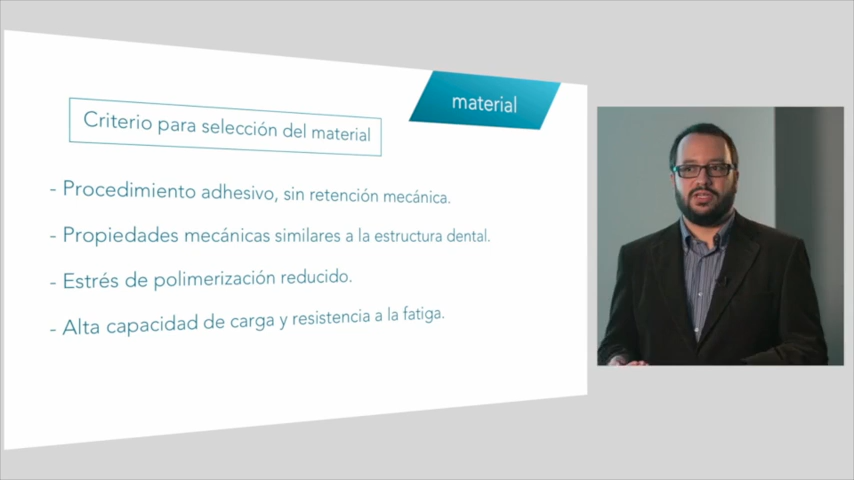 material
Criterio para selección del material
- Procedimiento adhesivo, sin retención mecánica.
- Propiedades mecánicas similares a la estructura dental.
- Estrés de polimerización reducido.
- Alta capacidad de carga y resistencia a la fatiga.